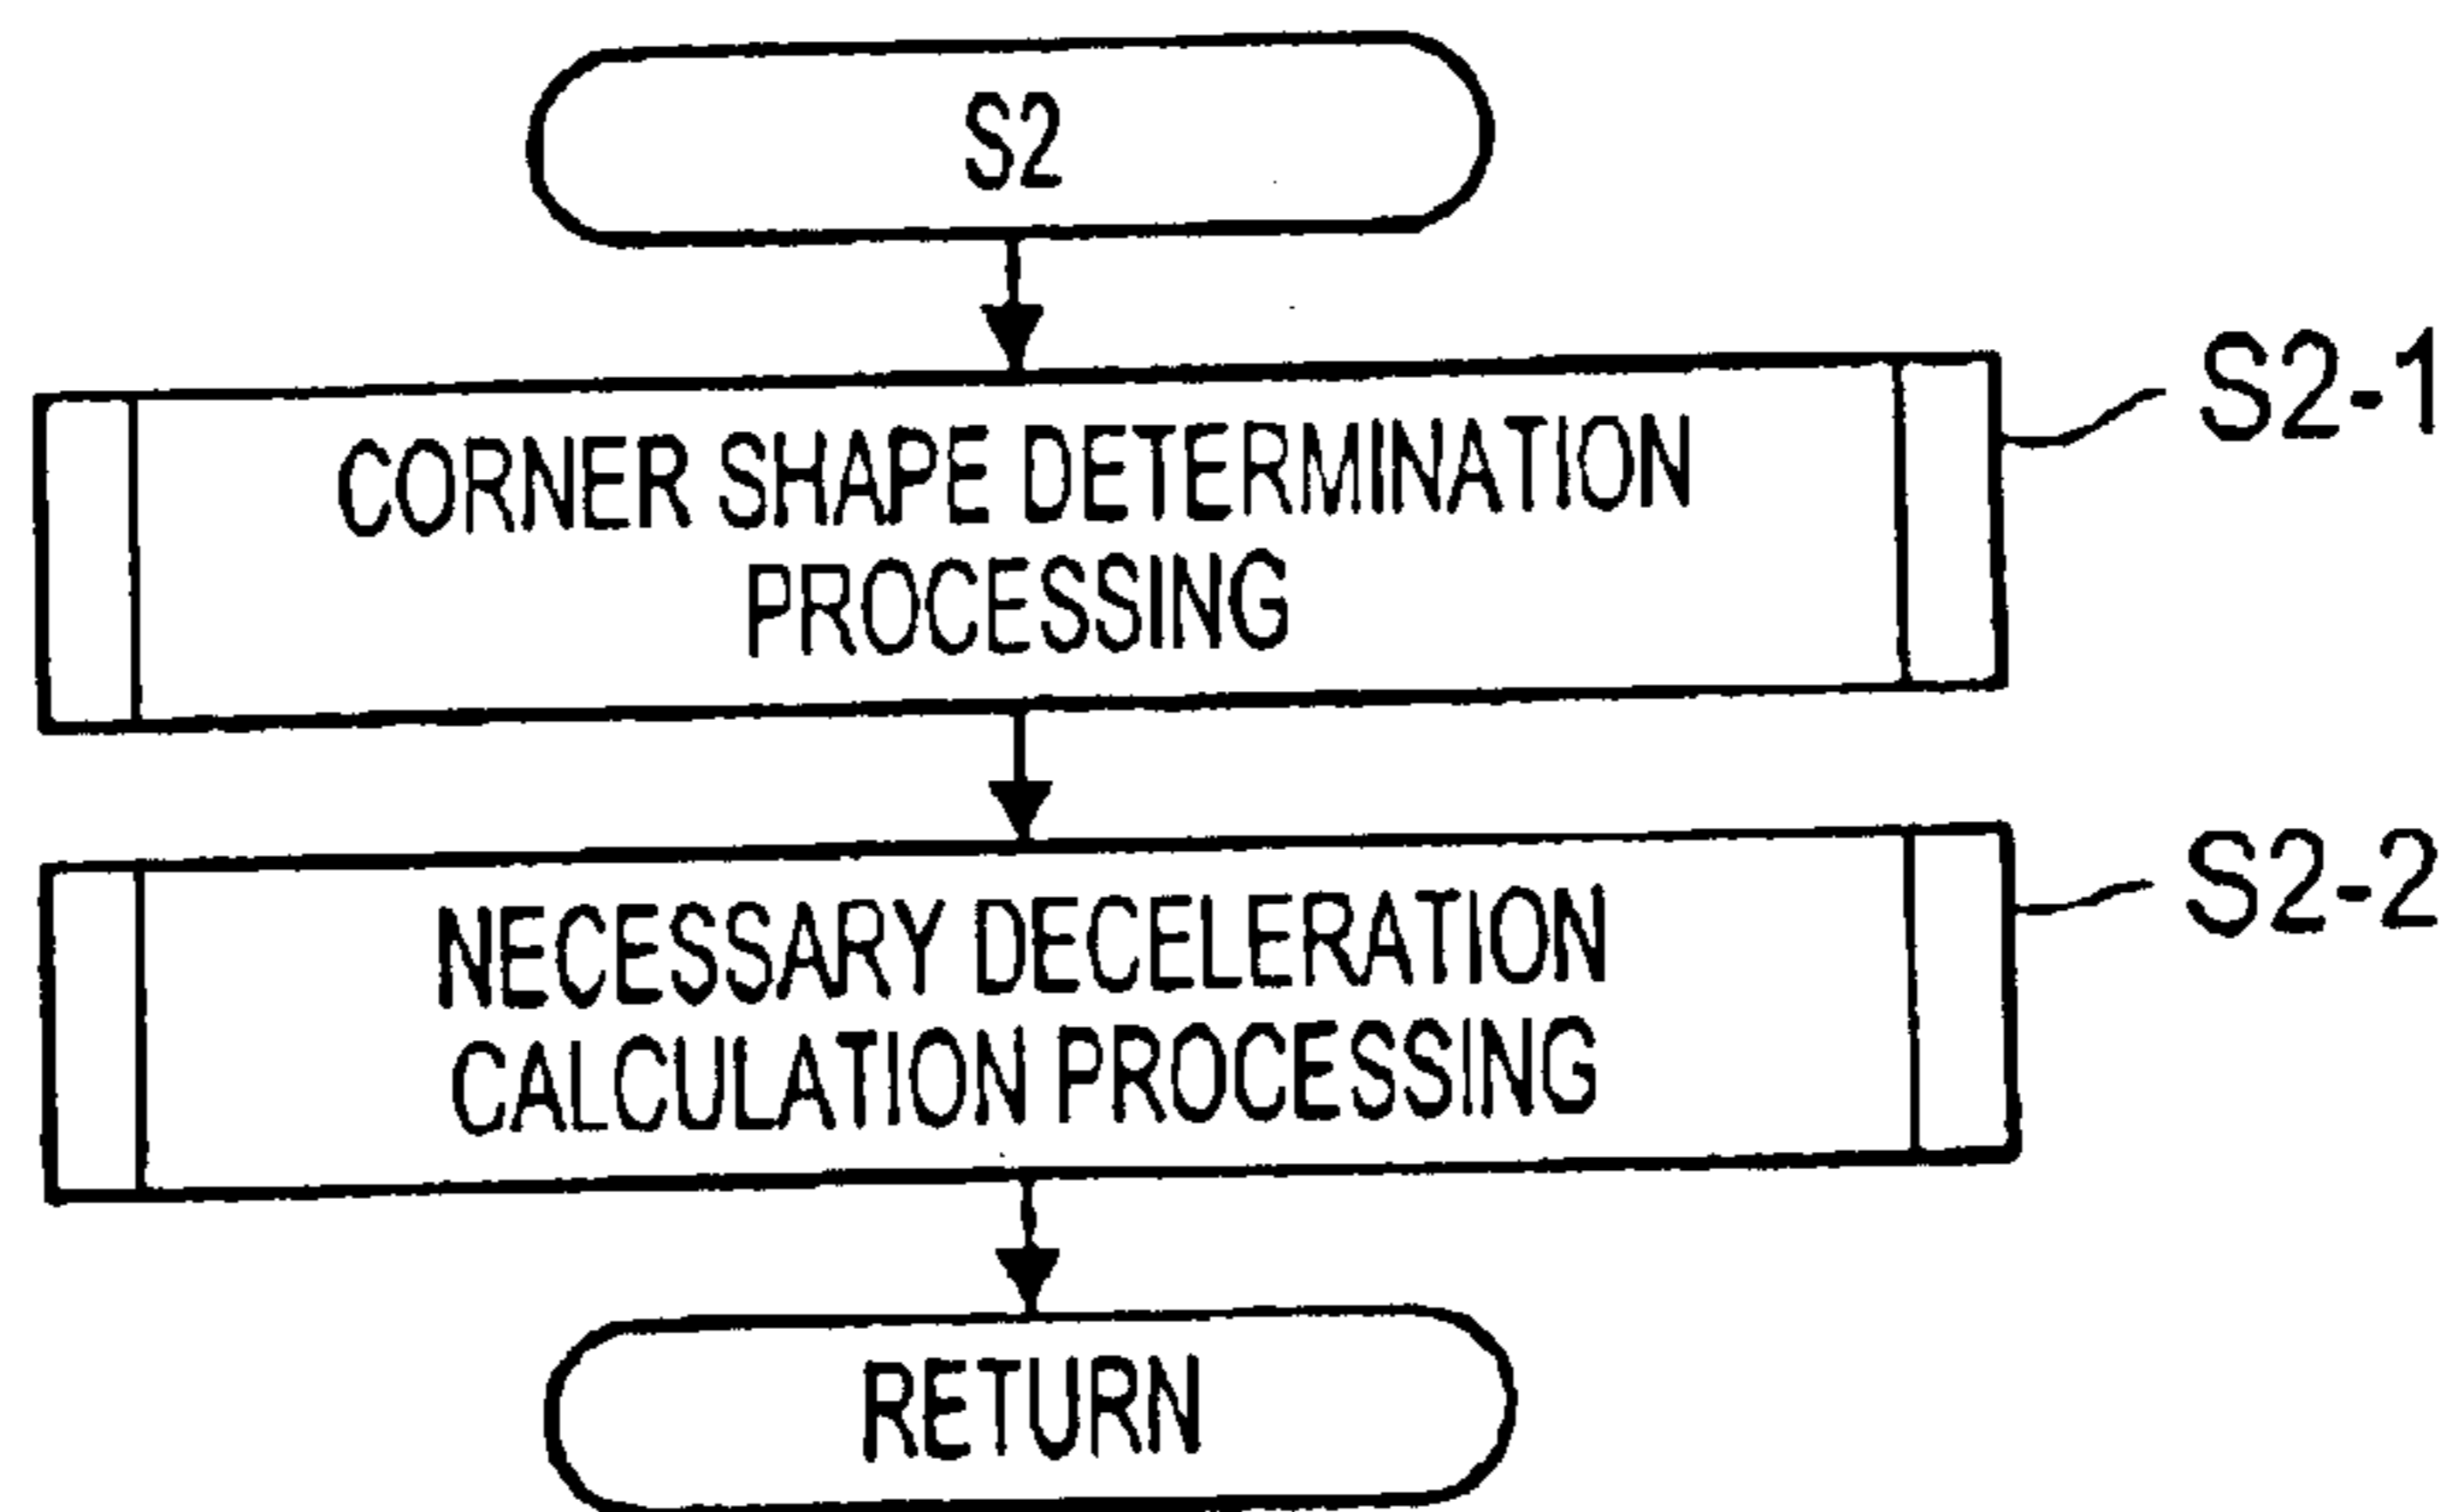 S2
CORNER SHAPE DETERMINATION
PROCESSING
S2-1
NECESSARY DECELERATION
CALCULATION PROCESSING
S2-2
RETURN